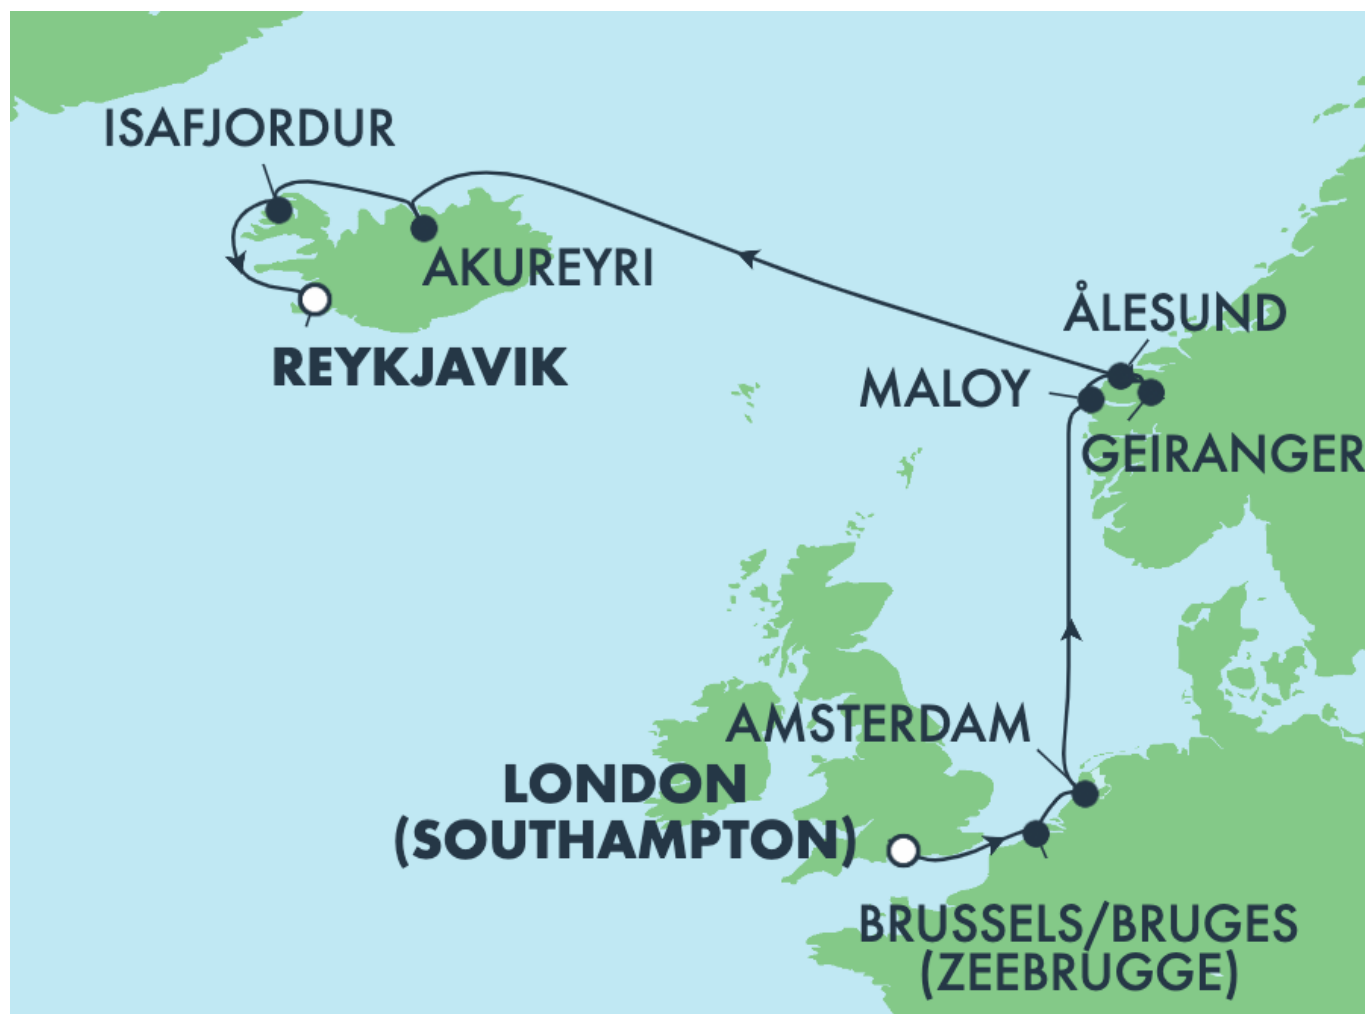 ISAFJORDUR
AKUREYRI
REYKJAVIK
ÅLESUND
MALOY
GEIRANGER
AMSTERDAM
LONDON
(SOUTHAMPTON)
BRUSSELS/BRUGES
(ZEEBRUGGE)